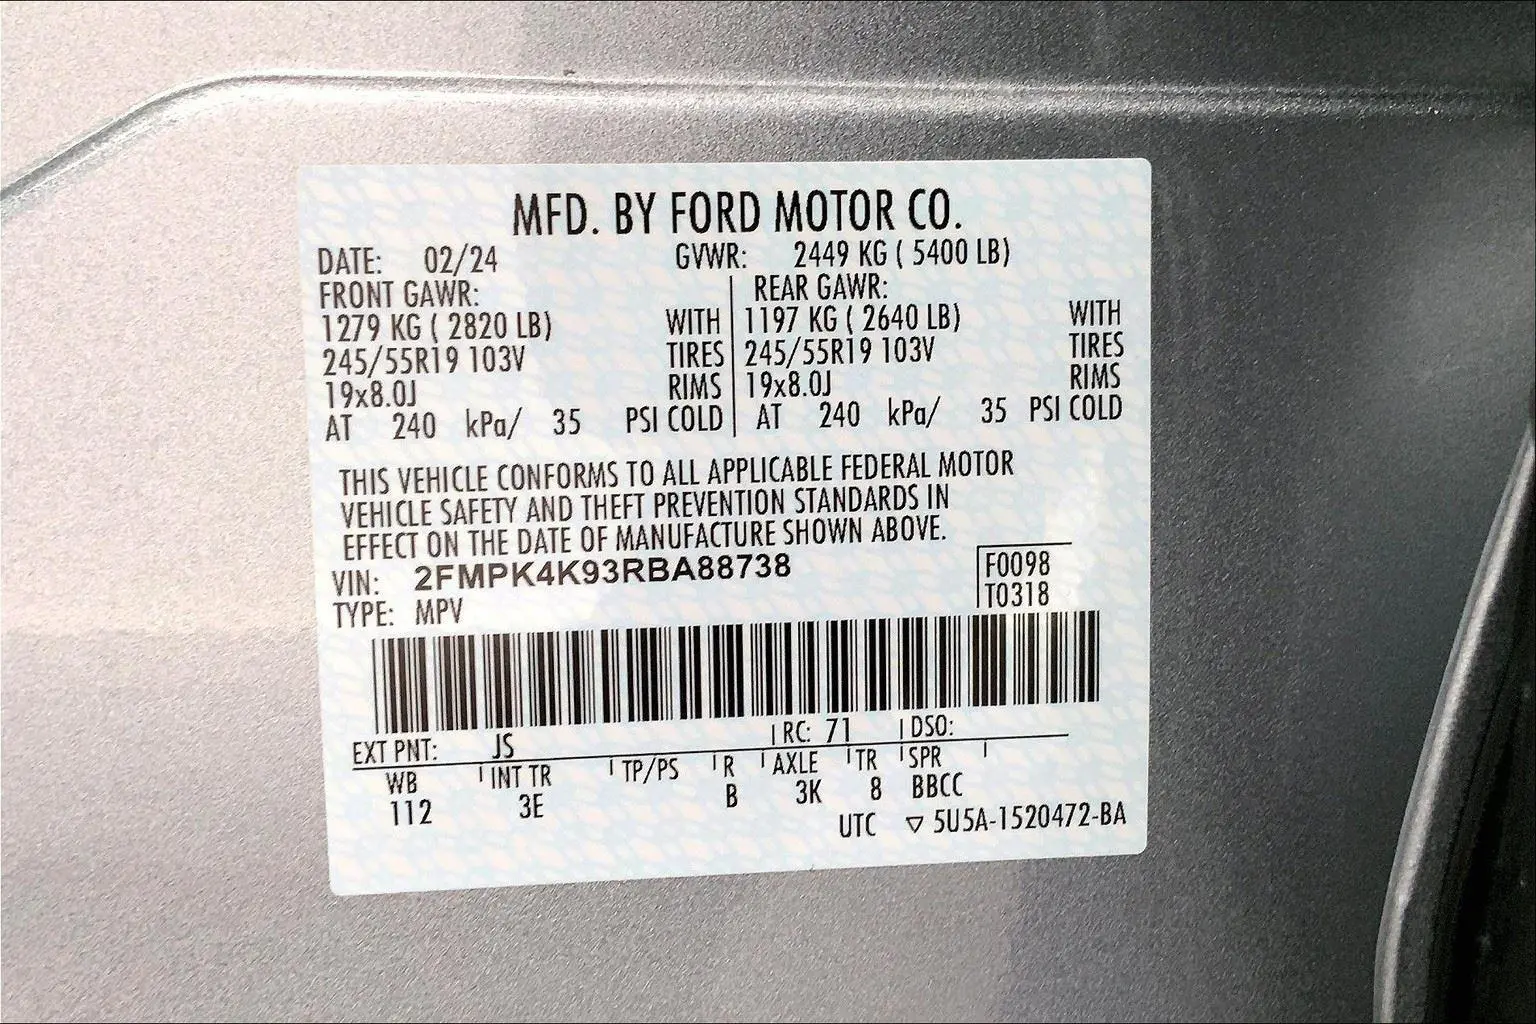 MFD. BY FORD MOTOR CO.
DATE: 02/24 GVWR: 2449 KG ( 5400 LB)
FRONT GAWR: REAR GAWR:
1279 KG ( 2820 LB) WITH 1197 KG ( 2640 LB) WITH
245/55R19 103V TIRES 245/55R19 103V TIRES
19x8.0J RIMS 19x8.0J RIMS
AT 240 kPa/ 35 PSI COLD AT 240 kPa/ 35 PSI COLD
THIS VEHICLE CONFORMS TO ALL APPLICABLE FEDERAL MOTOR
VEHICLE SAFETY AND THEFT PREVENTION STANDARDS IN
EFFECT ON THE DATE OF MANUFACTURE SHOWN ABOVE.
VIN: 2FMPK4K93RBA88738 F0098
TYPE: MPV T0318
EXT PNT: JS RC: 71 DSO:
WB INT TR TP/PS R AXLE TR SPR
112 3E B 3K 8 BBCC
UTC ▽ 5U5A-1520472-BA